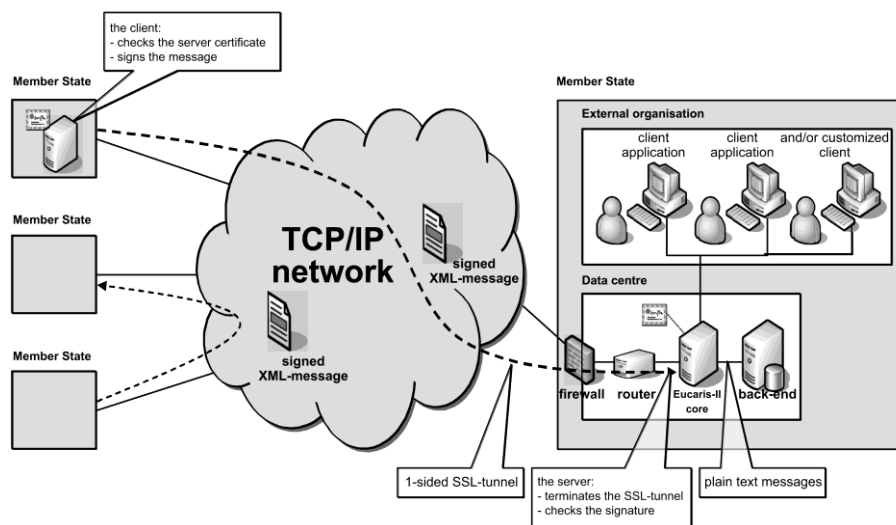 the client:
- checks the server certificate
- signs the message
Member State
Member State
External organisation
client
application
client
application
and/or customized
client
TCP/IP
network
signed
XML-message
Member State
signed
XML-message
Data centre
Member State
firewall
router
Eucaris-II
core
back-end
1-sided SSL-tunnel
the server:
- terminates the SSL-tunnel
- checks the signature
plain text messages